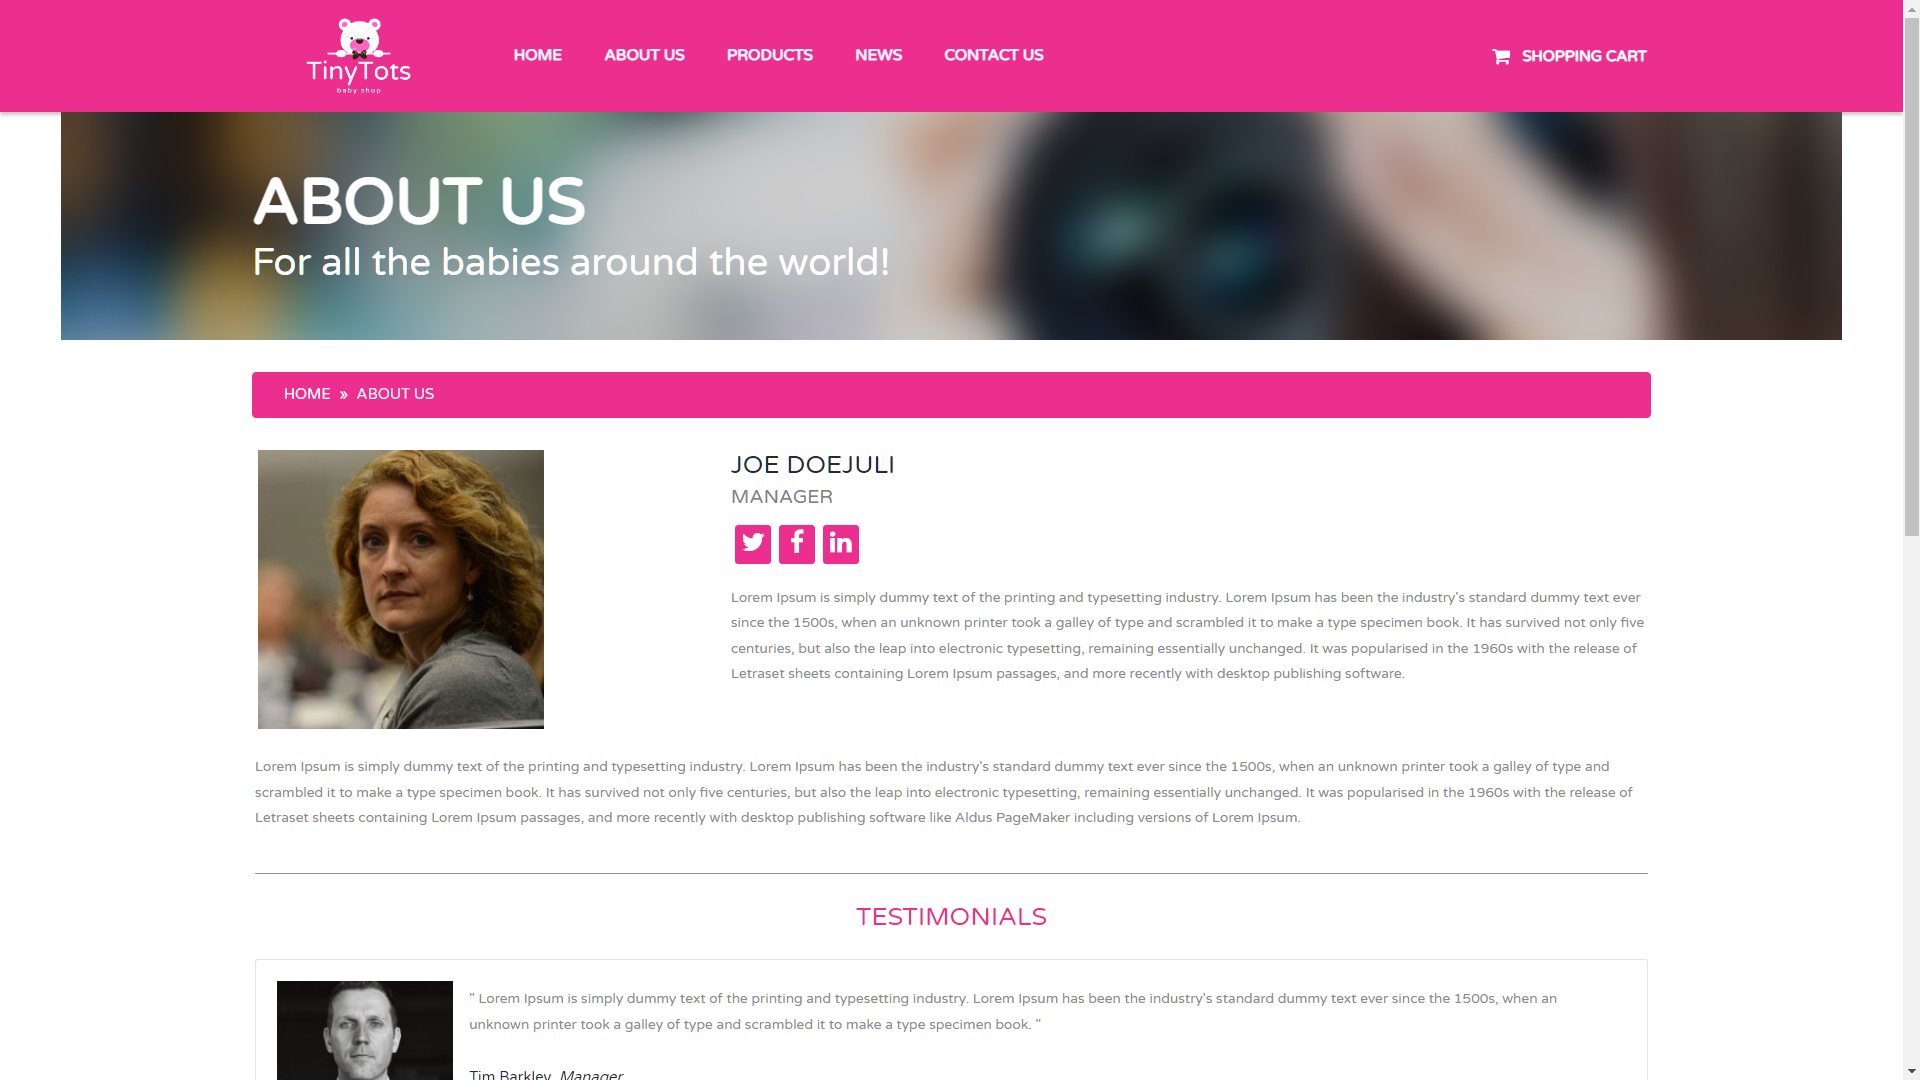 TinyTots
baby shop
HOME ABOUT US PRODUCTS NEWS CONTACT US SHOPPING CART
ABOUT US
For all the babies around the world!
HOME » ABOUT US
JOE DOEJULI
MANAGER
Lorem Ipsum is simply dummy text of the printing and typesetting industry. Lorem Ipsum has been the industry's standard dummy text ever
since the 1500s, when an unknown printer took a galley of type and scrambled it to make a type specimen book. It has survived not only five
centuries, but also the leap into electronic typesetting, remaining essentially unchanged. It was popularised in the 1960s with the release of
Letraset sheets containing Lorem Ipsum passages, and more recently with desktop publishing software.
Lorem Ipsum is simply dummy text of the printing and typesetting industry. Lorem Ipsum has been the industry's standard dummy text ever since the 1500s, when an unknown printer took a galley of type and
scrambled it to make a type specimen book. It has survived not only five centuries, but also the leap into electronic typesetting, remaining essentially unchanged. It was popularised in the 1960s with the release of
Letraset sheets containing Lorem Ipsum passages, and more recently with desktop publishing software like Aldus PageMaker including versions of Lorem Ipsum.
TESTIMONIALS
" Lorem Ipsum is simply dummy text of the printing and typesetting industry. Lorem Ipsum has been the industry's standard dummy text ever since the 1500s, when an
unknown printer took a galley of type and scrambled it to make a type specimen book. "
Tim Barkley, Manager